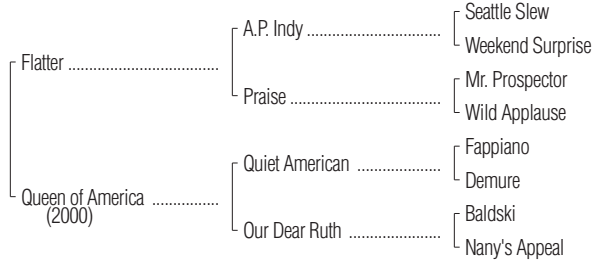 Seattle Slew
A.P. Indy ..............................
Weekend Surprise
Flatter ..................................
Mr. Prospector
Praise ..................................
Wild Applause
Fappiano
Quiet American ...................
Demure
Queen of America ...............
(2000)
Baldski
Our Dear Ruth .....................
Nany's Appeal